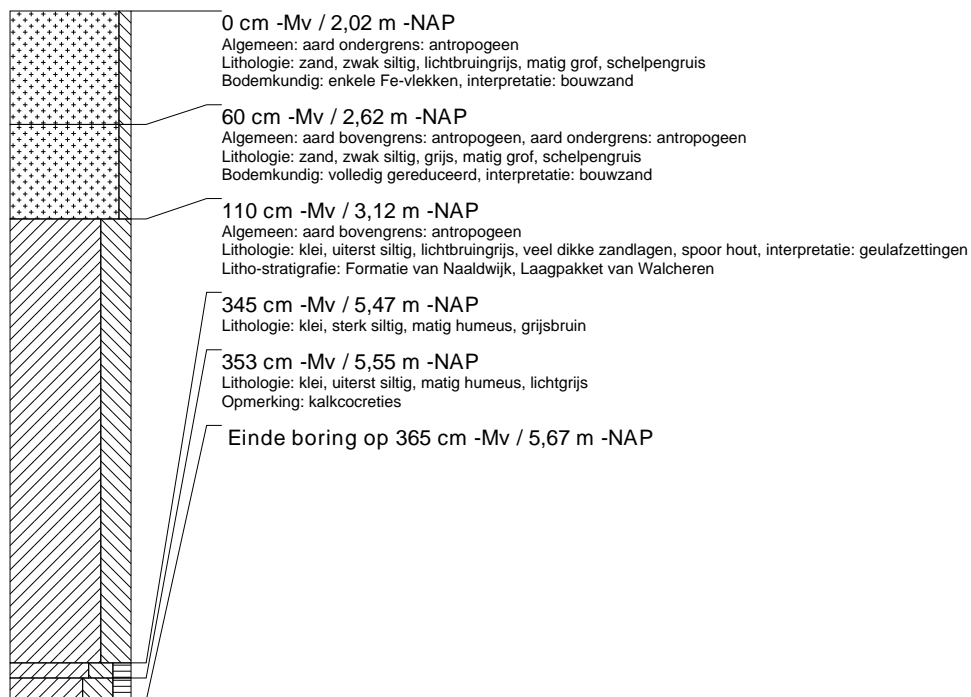 0 cm -Mv / 2,02 m -NAP
Algemeen: aard ondergrens: antropogeen
Lithologie: zand, zwak siltig, lichtbruingrijs, matig grof, schelpengruis
Bodemkundig: enkele Fe-vlekken, interpretatie: bouwzand
60 cm -Mv / 2,62 m -NAP
Algemeen: aard bovengrens: antropogeen, aard ondergrens: antropogeen
Lithologie: zand, zwak siltig, grijs, matig grof, schelpengruis
Bodemkundig: volledig gereduceerd, interpretatie: bouwzand
110 cm -Mv / 3,12 m -NAP
Algemeen: aard bovengrens: antropogeen
Lithologie: klei, uiterst siltig, lichtbruingrijs, veel dikke zandlagen, spoor hout, interpretatie: geulafzettingen
Litho-stratigrafie: Formatie van Naaldwijk, Laagpakket van Walcheren
345 cm -Mv / 5,47 m -NAP
Lithologie: klei, sterk siltig, matig humeus, grijsbruin
353 cm -Mv / 5,55 m -NAP
Lithologie: klei, uiterst siltig, matig humeus, lichtgrijs
Opmerking: kalkcocreties
Einde boring op 365 cm -Mv / 5,67 m -NAP